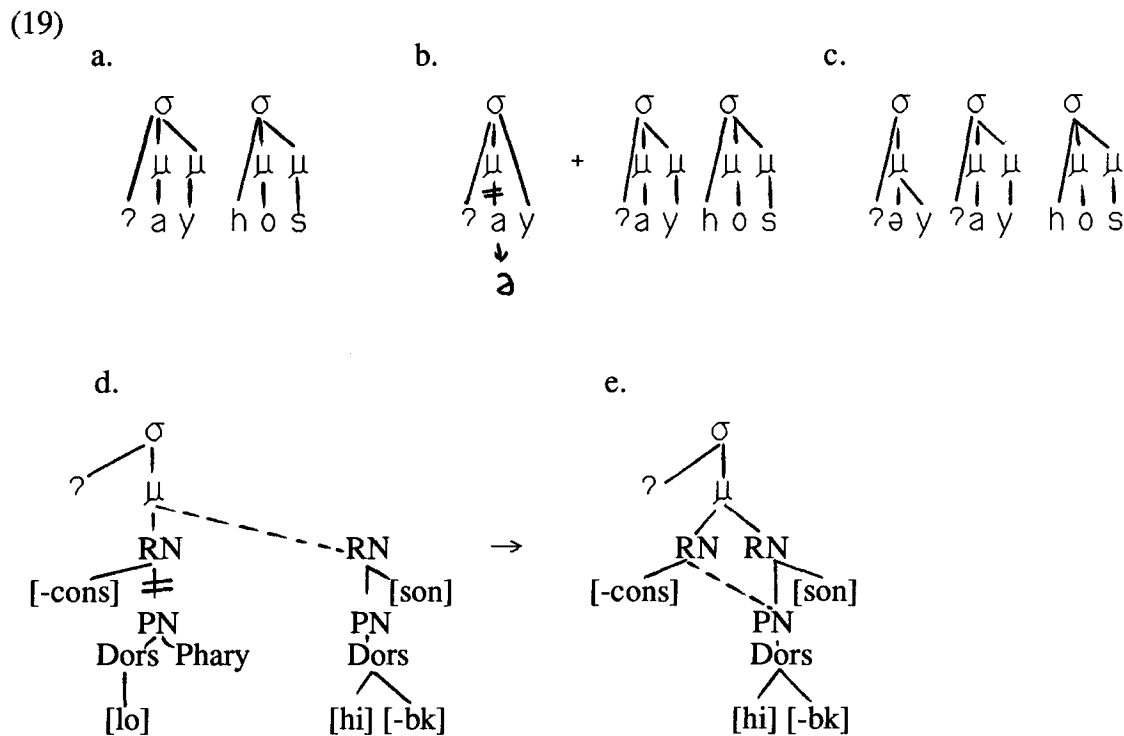 (19)
a. b. c.
σ σ σ σ σ σ σ σ
μ μ μ μ μ + μ μ μ μ μ μ μ μ μ
ʔ a y h o s ʔ a y ʔ a y h o s ʔ ə y ʔ a y h o s
ə
d. e.
σ σ
ʔ ʔ
μ μ
RN RN → RN RN
[-cons] [son] [-cons] [son]
PN PN PN
Dors Phary Dors Dors
[lo] [hi] [-bk] [hi] [-bk]